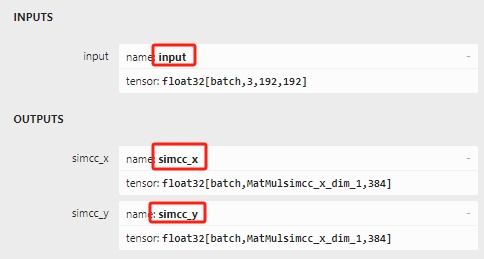 INPUTS
input name: input -
tensor: float32[batch,3,192,192]
OUTPUTS
simcc_x name: simcc_x -
tensor: float32[batch,MatMulsimcc_x_dim_1,384]
simcc_y name: simcc_y -
tensor: float32[batch,MatMulsimcc_x_dim_1,384]